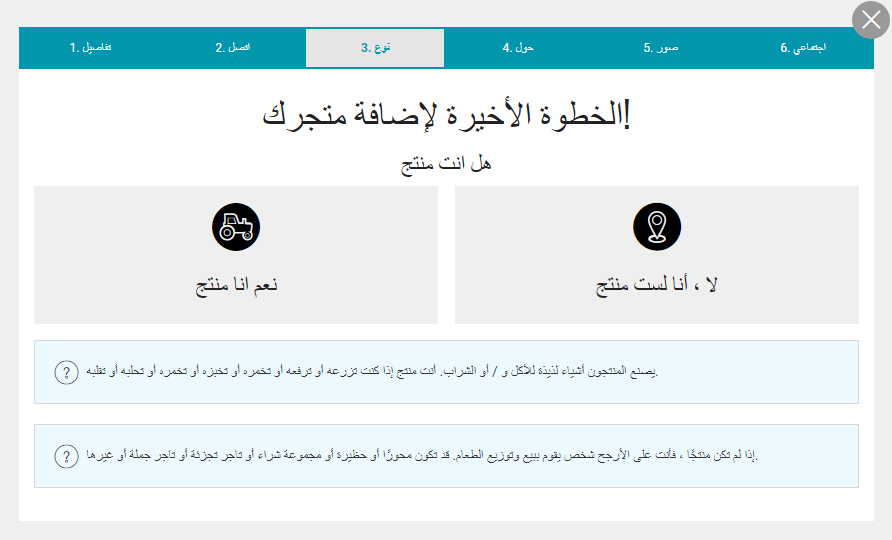 1. تفاصيل
2. اتصل
3. نوع
4. حول
5. صور
6. اجتماعي
الخطوة الأخيرة لإضافة متجرك!
هل انت منتج
نعم انا منتج
لا ، أنا لست منتج
يصنع المنتجون أشياء لذيذة للأكل و / أو الشراب. أنت منتج إذا كنت تزرعه أو ترفعه أو تخمره أو تخبزه أو تخمره أو تحلبه أو تقلبه.
إذا لم تكن منتجًا ، فأنت على الأرجح شخص يقوم ببيع وتوزيع الطعام. قد تكون محورًا أو حظيرة أو مجموعة شراء أو تاجر تجزئة أو تاجر جملة أو غيرها.